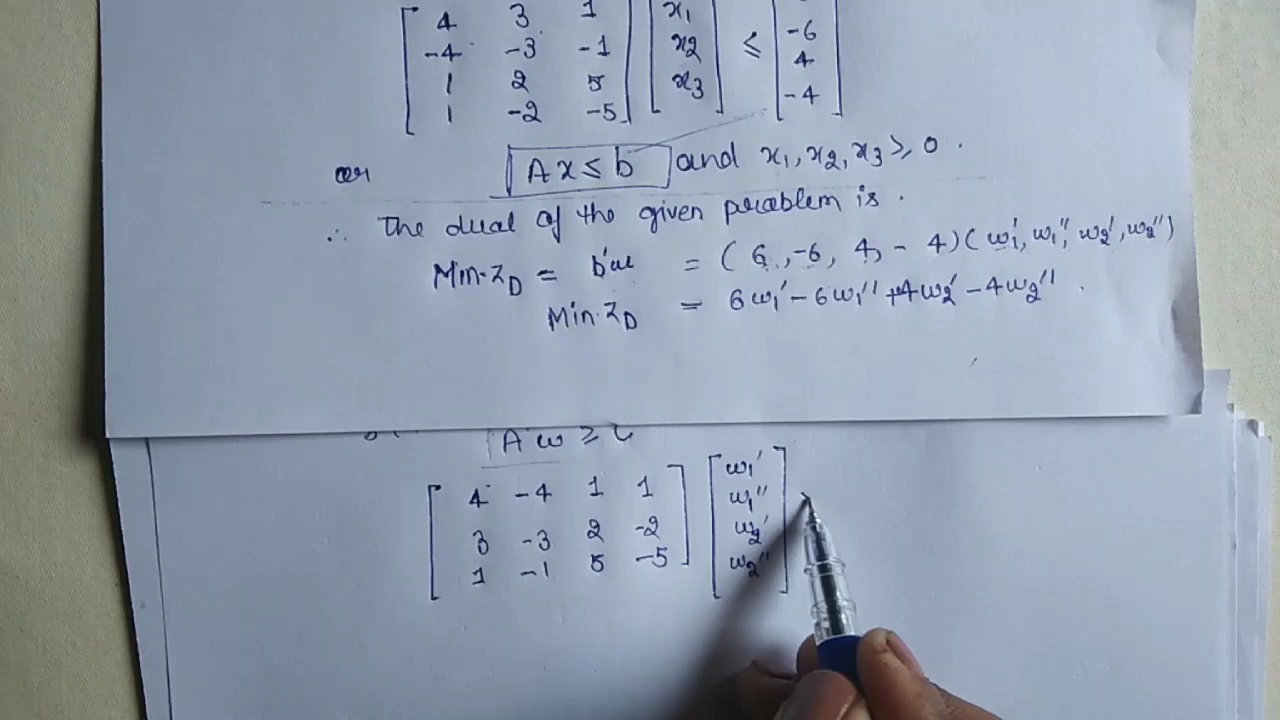 4 3 1 x1
-4 -3 -1 x2 ≤ -6
1 2 5 x3 4
1 -2 -5 -4
or Ax ≤ b and x1, x2, x3 ≥ 0.
∴ The dual of the given problem is.
Min. ZD = b'w = (6, -6, 4, -4)(w1', w1'', w2', w2'')
Min. ZD = 6w1' - 6w1'' + 4w2' - 4w2''.
A'w ≥ C
4 -4 1 1 w1'
3 -3 2 -2 w1''
1 -1 5 -5 w2'
w2''